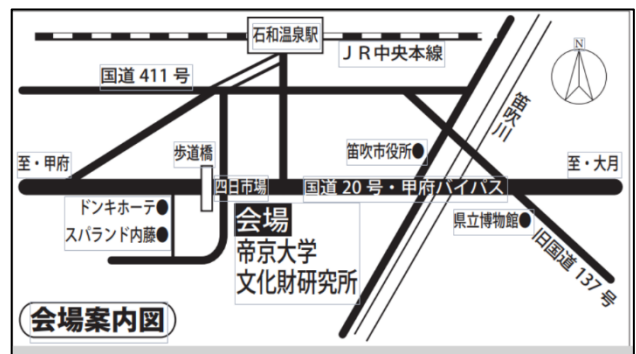 石和温泉駅
JR中央本線
N
国道411号
笛吹川
歩道橋
笛吹市役所●
至・甲府
至・大月
四日市場
国道20号・甲府バイパス
ドンキホーテ●
スパランド内藤●
会場
帝京大学
文化財研究所
県立博物館●
旧国道137号
会場案内図